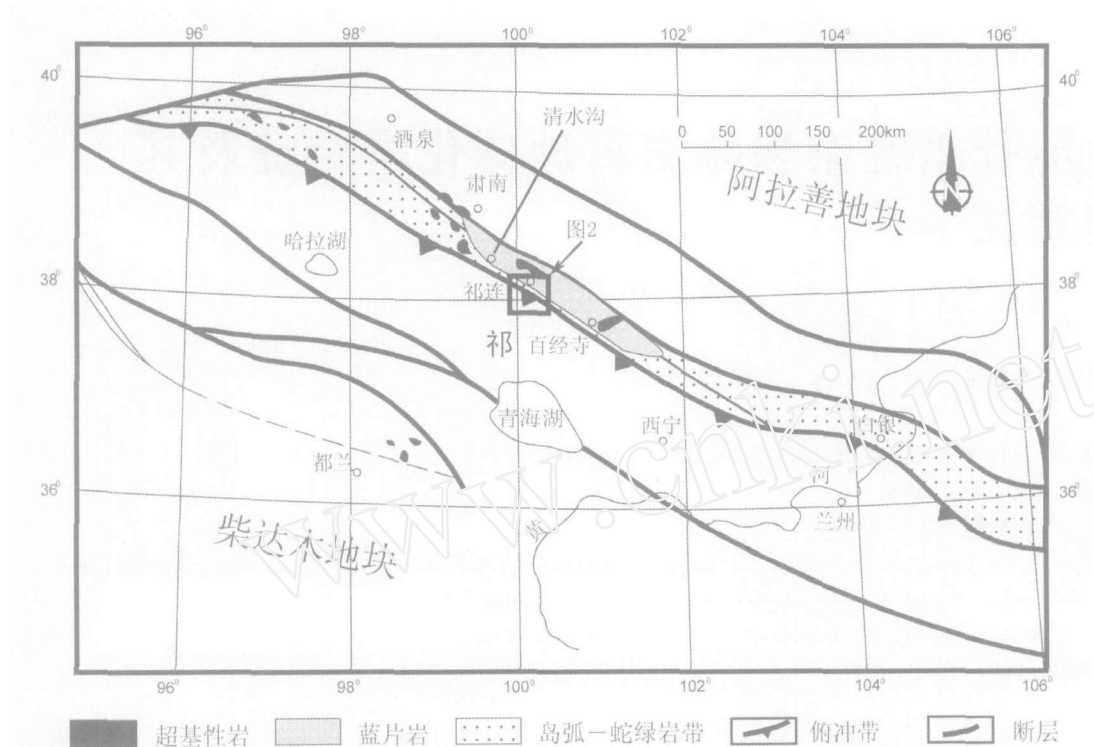 96° 98° 100° 102° 104° 106°
40° 40°
清水沟
酒泉
0 50 100 150 200km
肃南
阿拉善地块
N
图2
哈拉湖
38° 38°
祁连
祁 百经寺
青海湖
西宁
白银
都兰
河
36° 36°
兰州
黄
柴达木地块
www.cnki.net
96° 98° 100° 102° 104° 106°
超基性岩 蓝片岩 岛弧－蛇绿岩带 俯冲带 断层